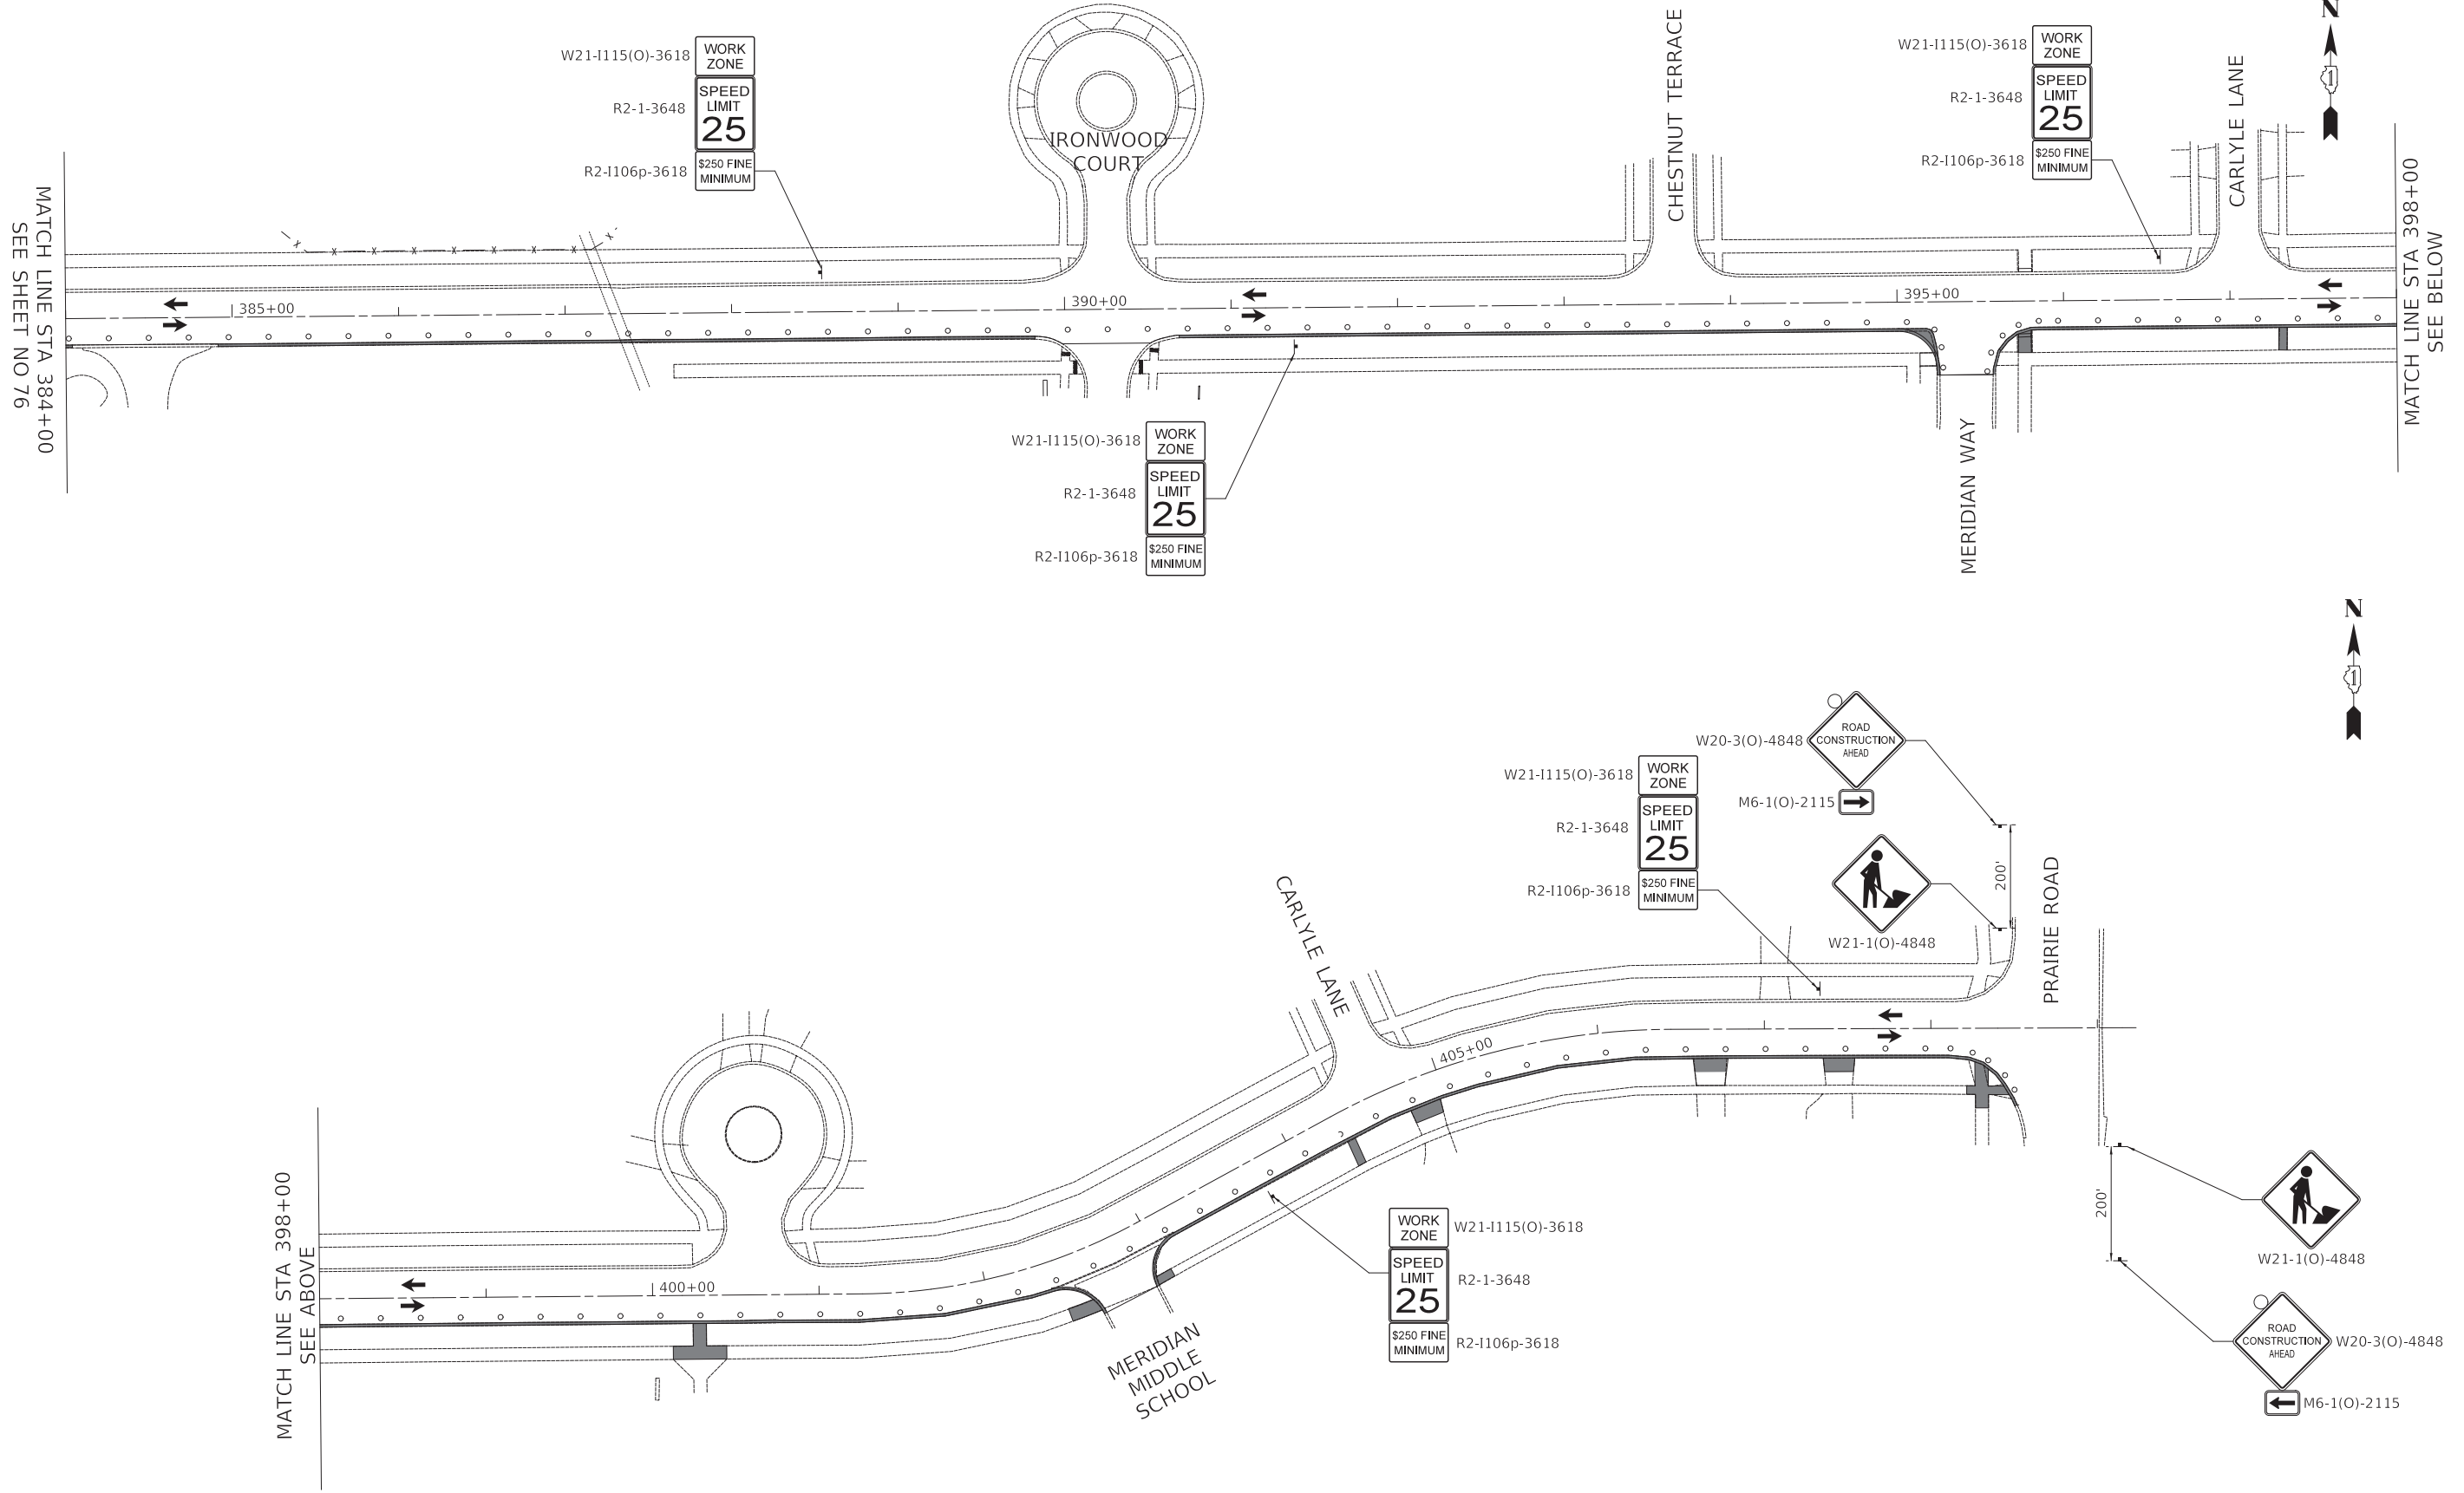 W21-I115(O)-3618
WORK
ZONE
R2-1-3648
SPEED
LIMIT
25
R2-I106p-3618
$250 FINE
MINIMUM
IRONWOOD
COURT
CHESTNUT TERRACE
W21-I115(O)-3618
WORK
ZONE
R2-1-3648
SPEED
LIMIT
25
R2-I106p-3618
$250 FINE
MINIMUM
CARLYLE LANE
N
1
MATCH LINE STA 384+00
SEE SHEET NO 76
385+00
390+00
395+00
MATCH LINE STA 398+00
SEE BELOW
W21-I115(O)-3618
WORK
ZONE
R2-1-3648
SPEED
LIMIT
25
R2-I106p-3618
$250 FINE
MINIMUM
MERIDIAN WAY
N
1
W20-3(O)-4848
ROAD
CONSTRUCTION
AHEAD
M6-1(O)-2115
W21-I115(O)-3618
WORK
ZONE
R2-1-3648
SPEED
LIMIT
25
R2-I106p-3618
$250 FINE
MINIMUM
W21-1(O)-4848
200'
PRAIRIE ROAD
CARLYLE LANE
405+00
MATCH LINE STA 398+00
SEE ABOVE
400+00
MERIDIAN
MIDDLE
SCHOOL
WORK
ZONE
W21-I115(O)-3618
SPEED
LIMIT
25
R2-1-3648
$250 FINE
MINIMUM
R2-I106p-3618
200'
W21-1(O)-4848
ROAD
CONSTRUCTION
AHEAD
W20-3(O)-4848
M6-1(O)-2115